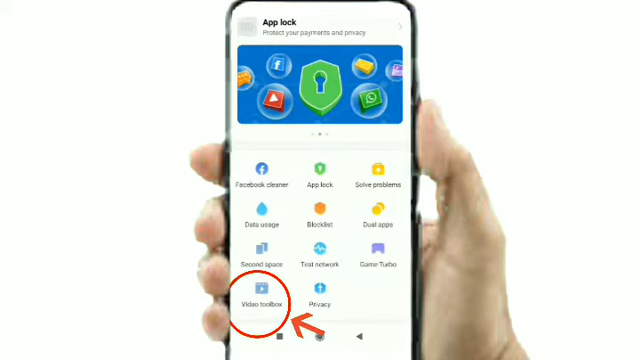 App lock
Protect your payments and privacy
Facebook cleaner
App lock
Solve problems
Data usage
Blocklist
Dual apps
Second space
Test network
Game Turbo
Video toolbox
Privacy